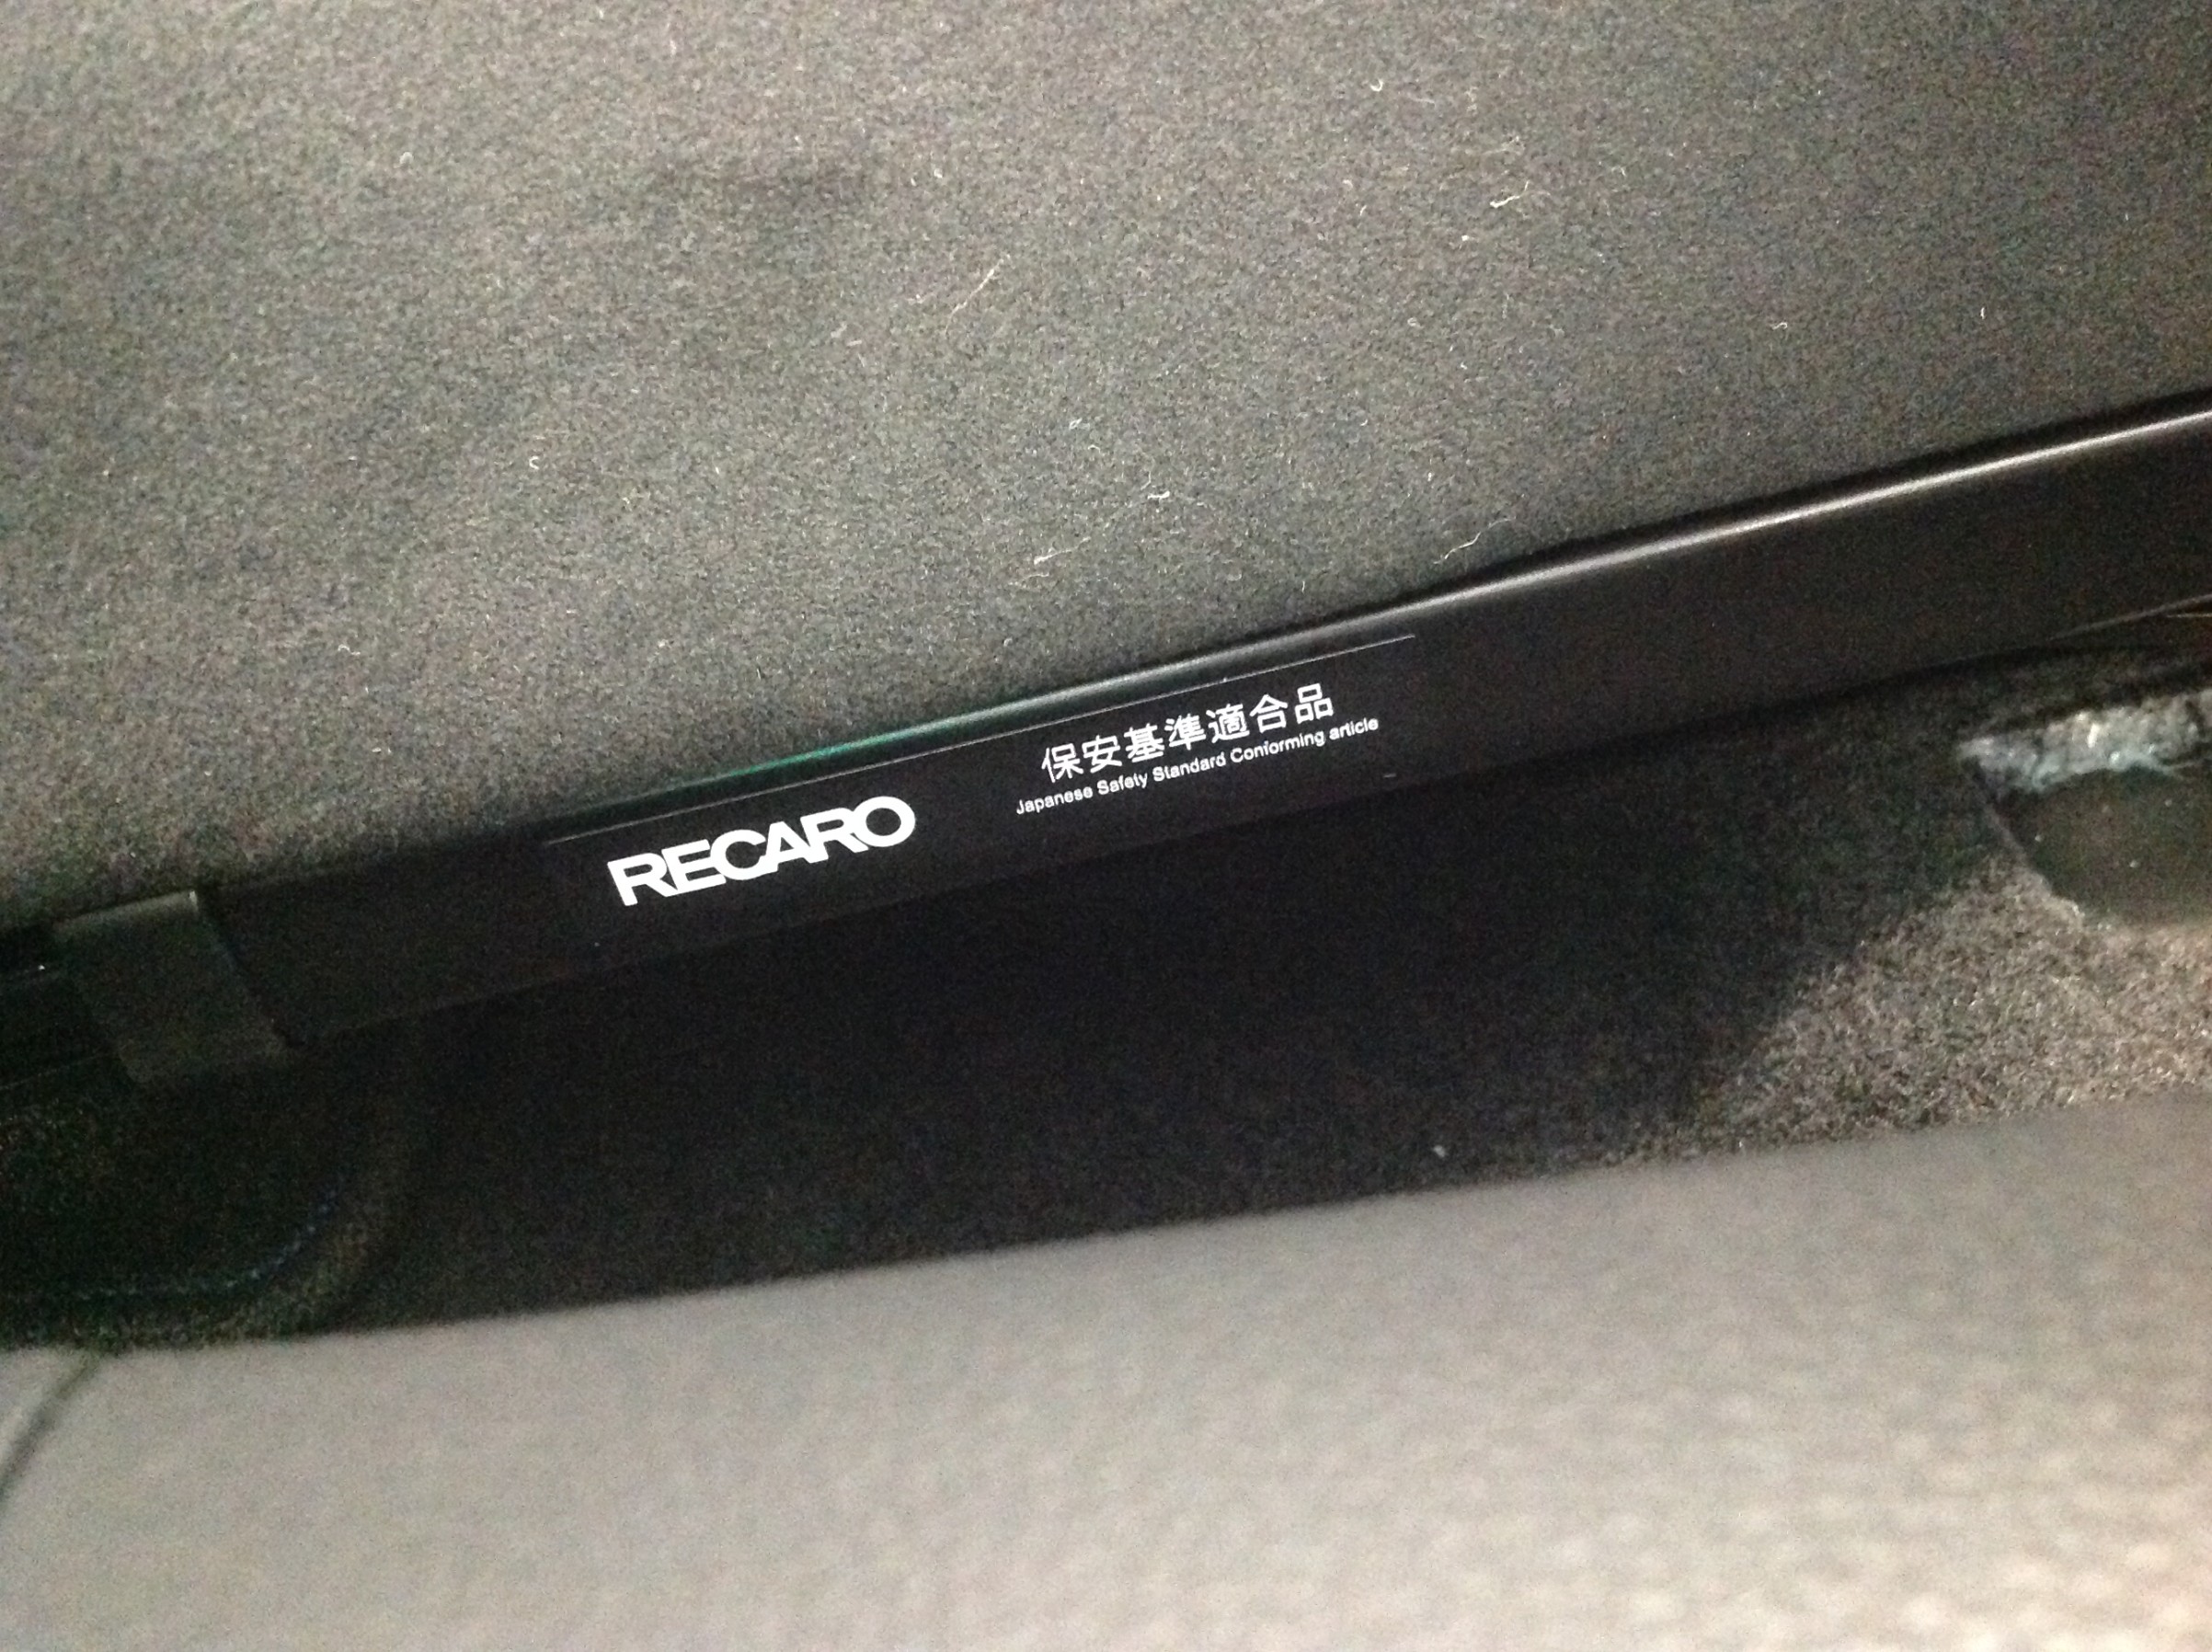 RECARO
保安基準適合品
Japanese Safety Standard Conforming article